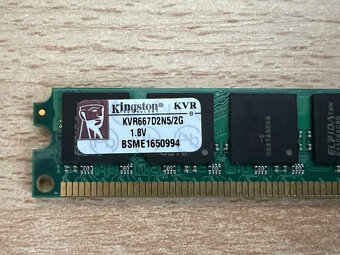 Kingston KVR
B
KVR667D2N5/2G
1.8V
BSME1650994
ELPIDA